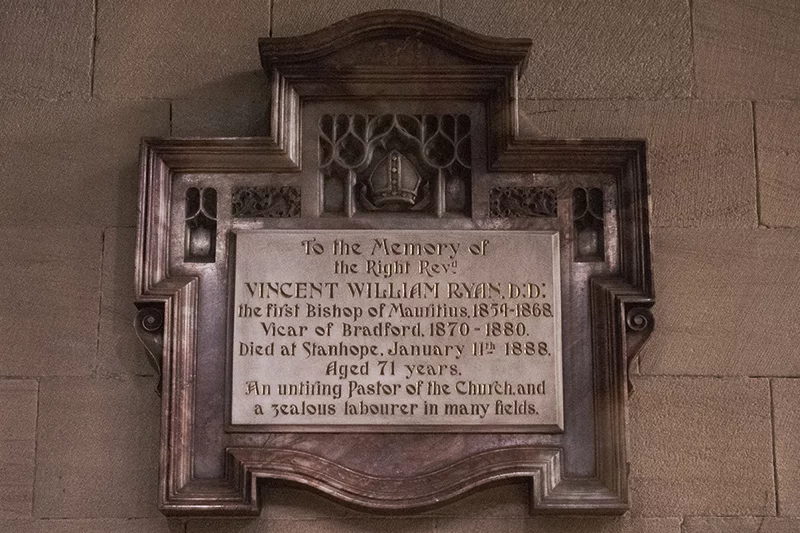 To the Memory of
the Right Revd
VINCENT WILLIAM RYAN, D:D:
the first Bishop of Mauritius, 1854-1868.
Vicar of Bradford, 1870-1880.
Died at Stanhope, January 11th 1888.
Aged 71 years.
An untiring Pastor of the Church, and
a zealous labourer in many fields.